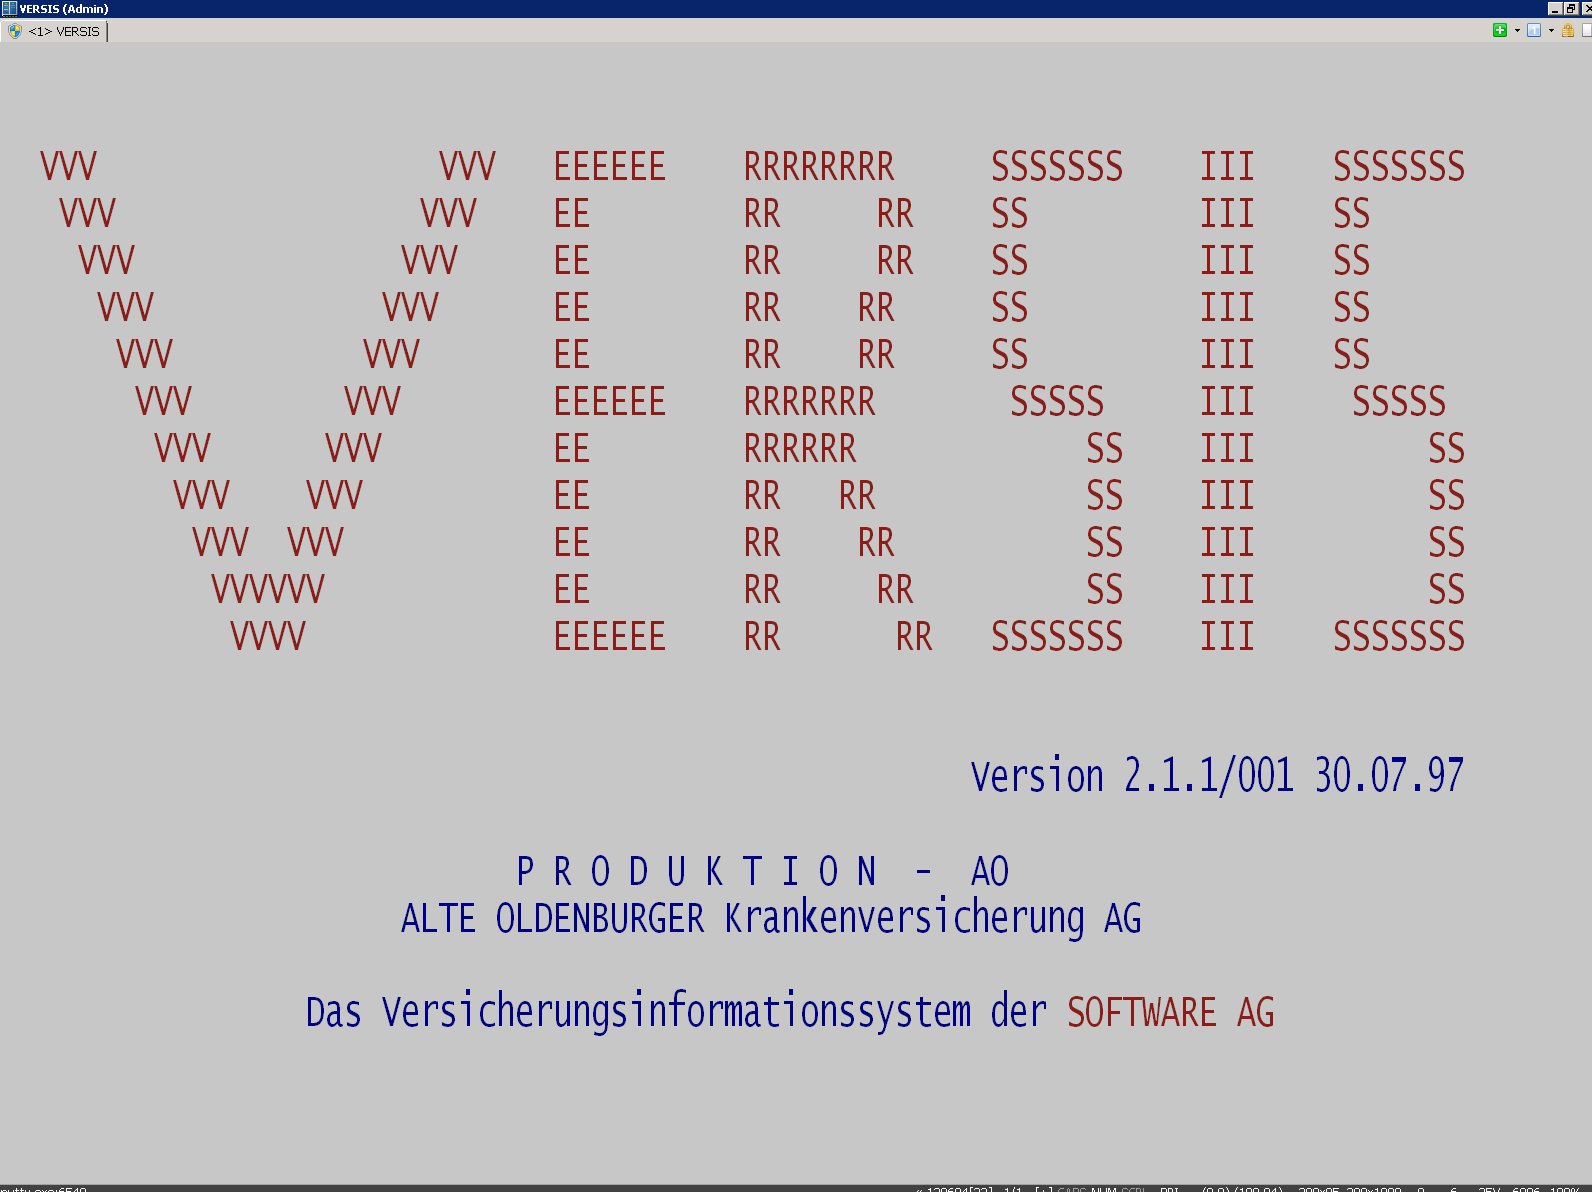 VERSIS (Admin)
<1> VERSIS
VVV VVV EEEEEE RRRRRRRR SSSSSSS III SSSSSSS
VVV VVV EE RR RR SS III SS
VVV VVV EE RR RR SS III SS
VVV VVV EE RR RR SS III SS
VVV VVV EE RR RR SS III SS
VVV VVV EEEEEE RRRRRRR SSSSS III SSSSS
VVV VVV EE RRRRRR SS III SS
VVV VVV EE RR RR SS III SS
VVV VVV EE RR RR SS III SS
VVVVVV EE RR RR SS III SS
VVVV EEEEEE RR RR SSSSSSS III SSSSSSS
Version 2.1.1/001 30.07.97
P R O D U K T I O N - AO
ALTE OLDENBURGER Krankenversicherung AG
Das Versicherungsinformationssystem der SOFTWARE AG